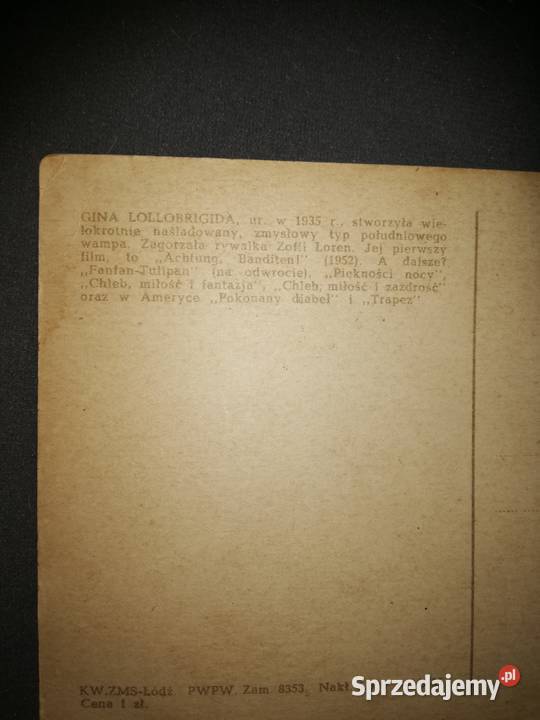 GINA LOLLOBRIGIDA, ur. w 1935 r., stworzyła wie-
lokrotnie naśladowany, zmysłowy typ południowego
wampa. Zagorzała rywalka Zofii Loren. Jej pierwszy
film, to „Achtung, Banditen!" (1952). A dalsze?
„Fanfan-Tulipan" (na odwrocie), „Piękności nocy",
„Chleb, miłość i fantazja", „Chleb, miłość i zazdrość"
oraz w Ameryce „Pokonany diabeł" i „Trapez"
KW.ZMS-Łódź. PWPW. Zam 8353. Nakł.
Cena 1 zł.
Sprzedajemy.pl